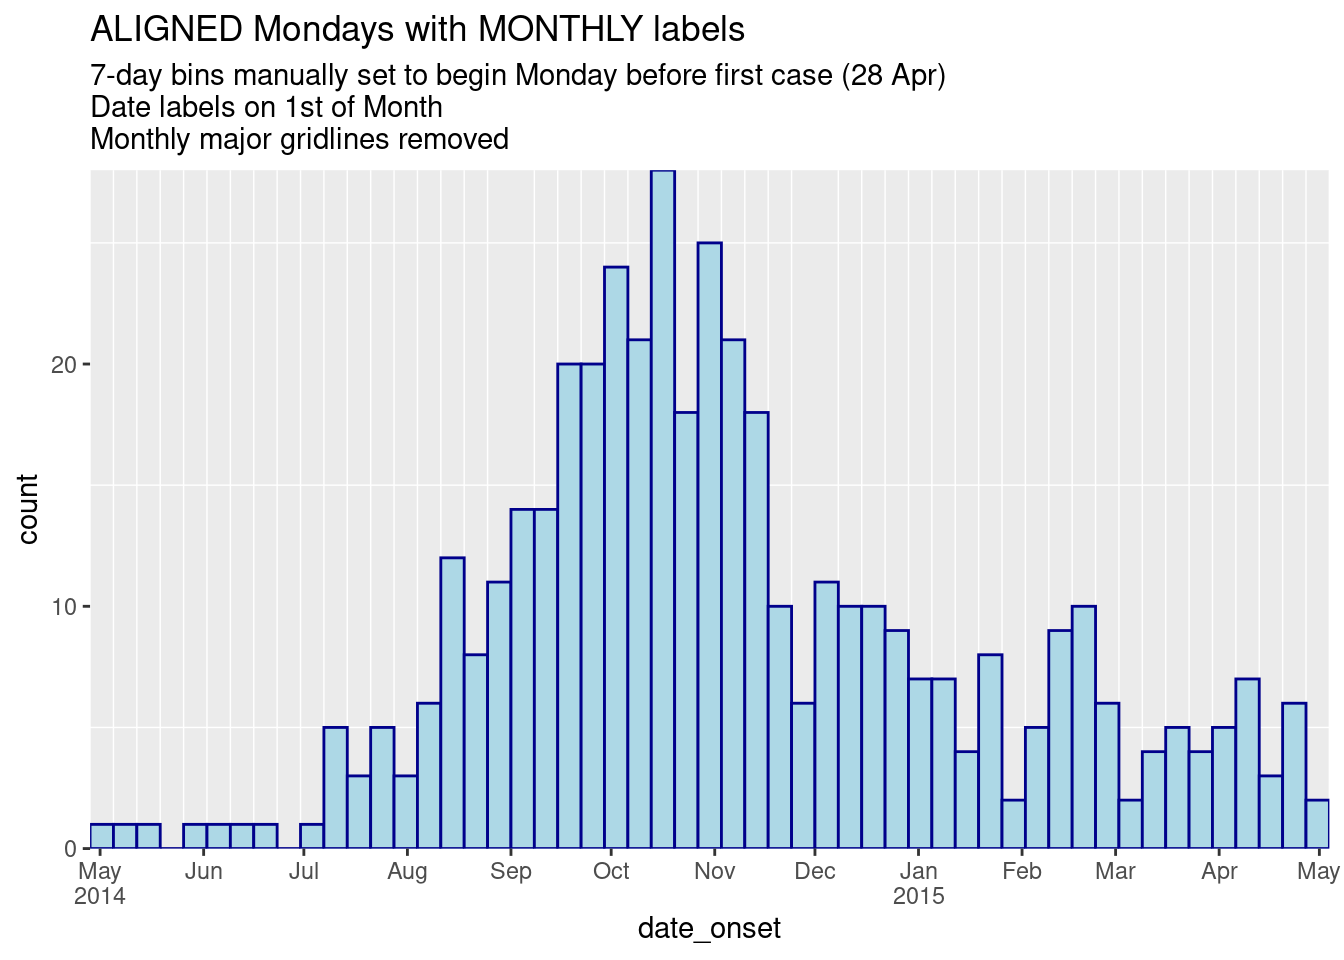 ALIGNED Mondays with MONTHLY labels
7-day bins manually set to begin Monday before first case (28 Apr)
Date labels on 1st of Month
Monthly major gridlines removed
count
20
10
0
May Jun Jul Aug Sep Oct Nov Dec Jan Feb Mar Apr May
2014 2015
date_onset